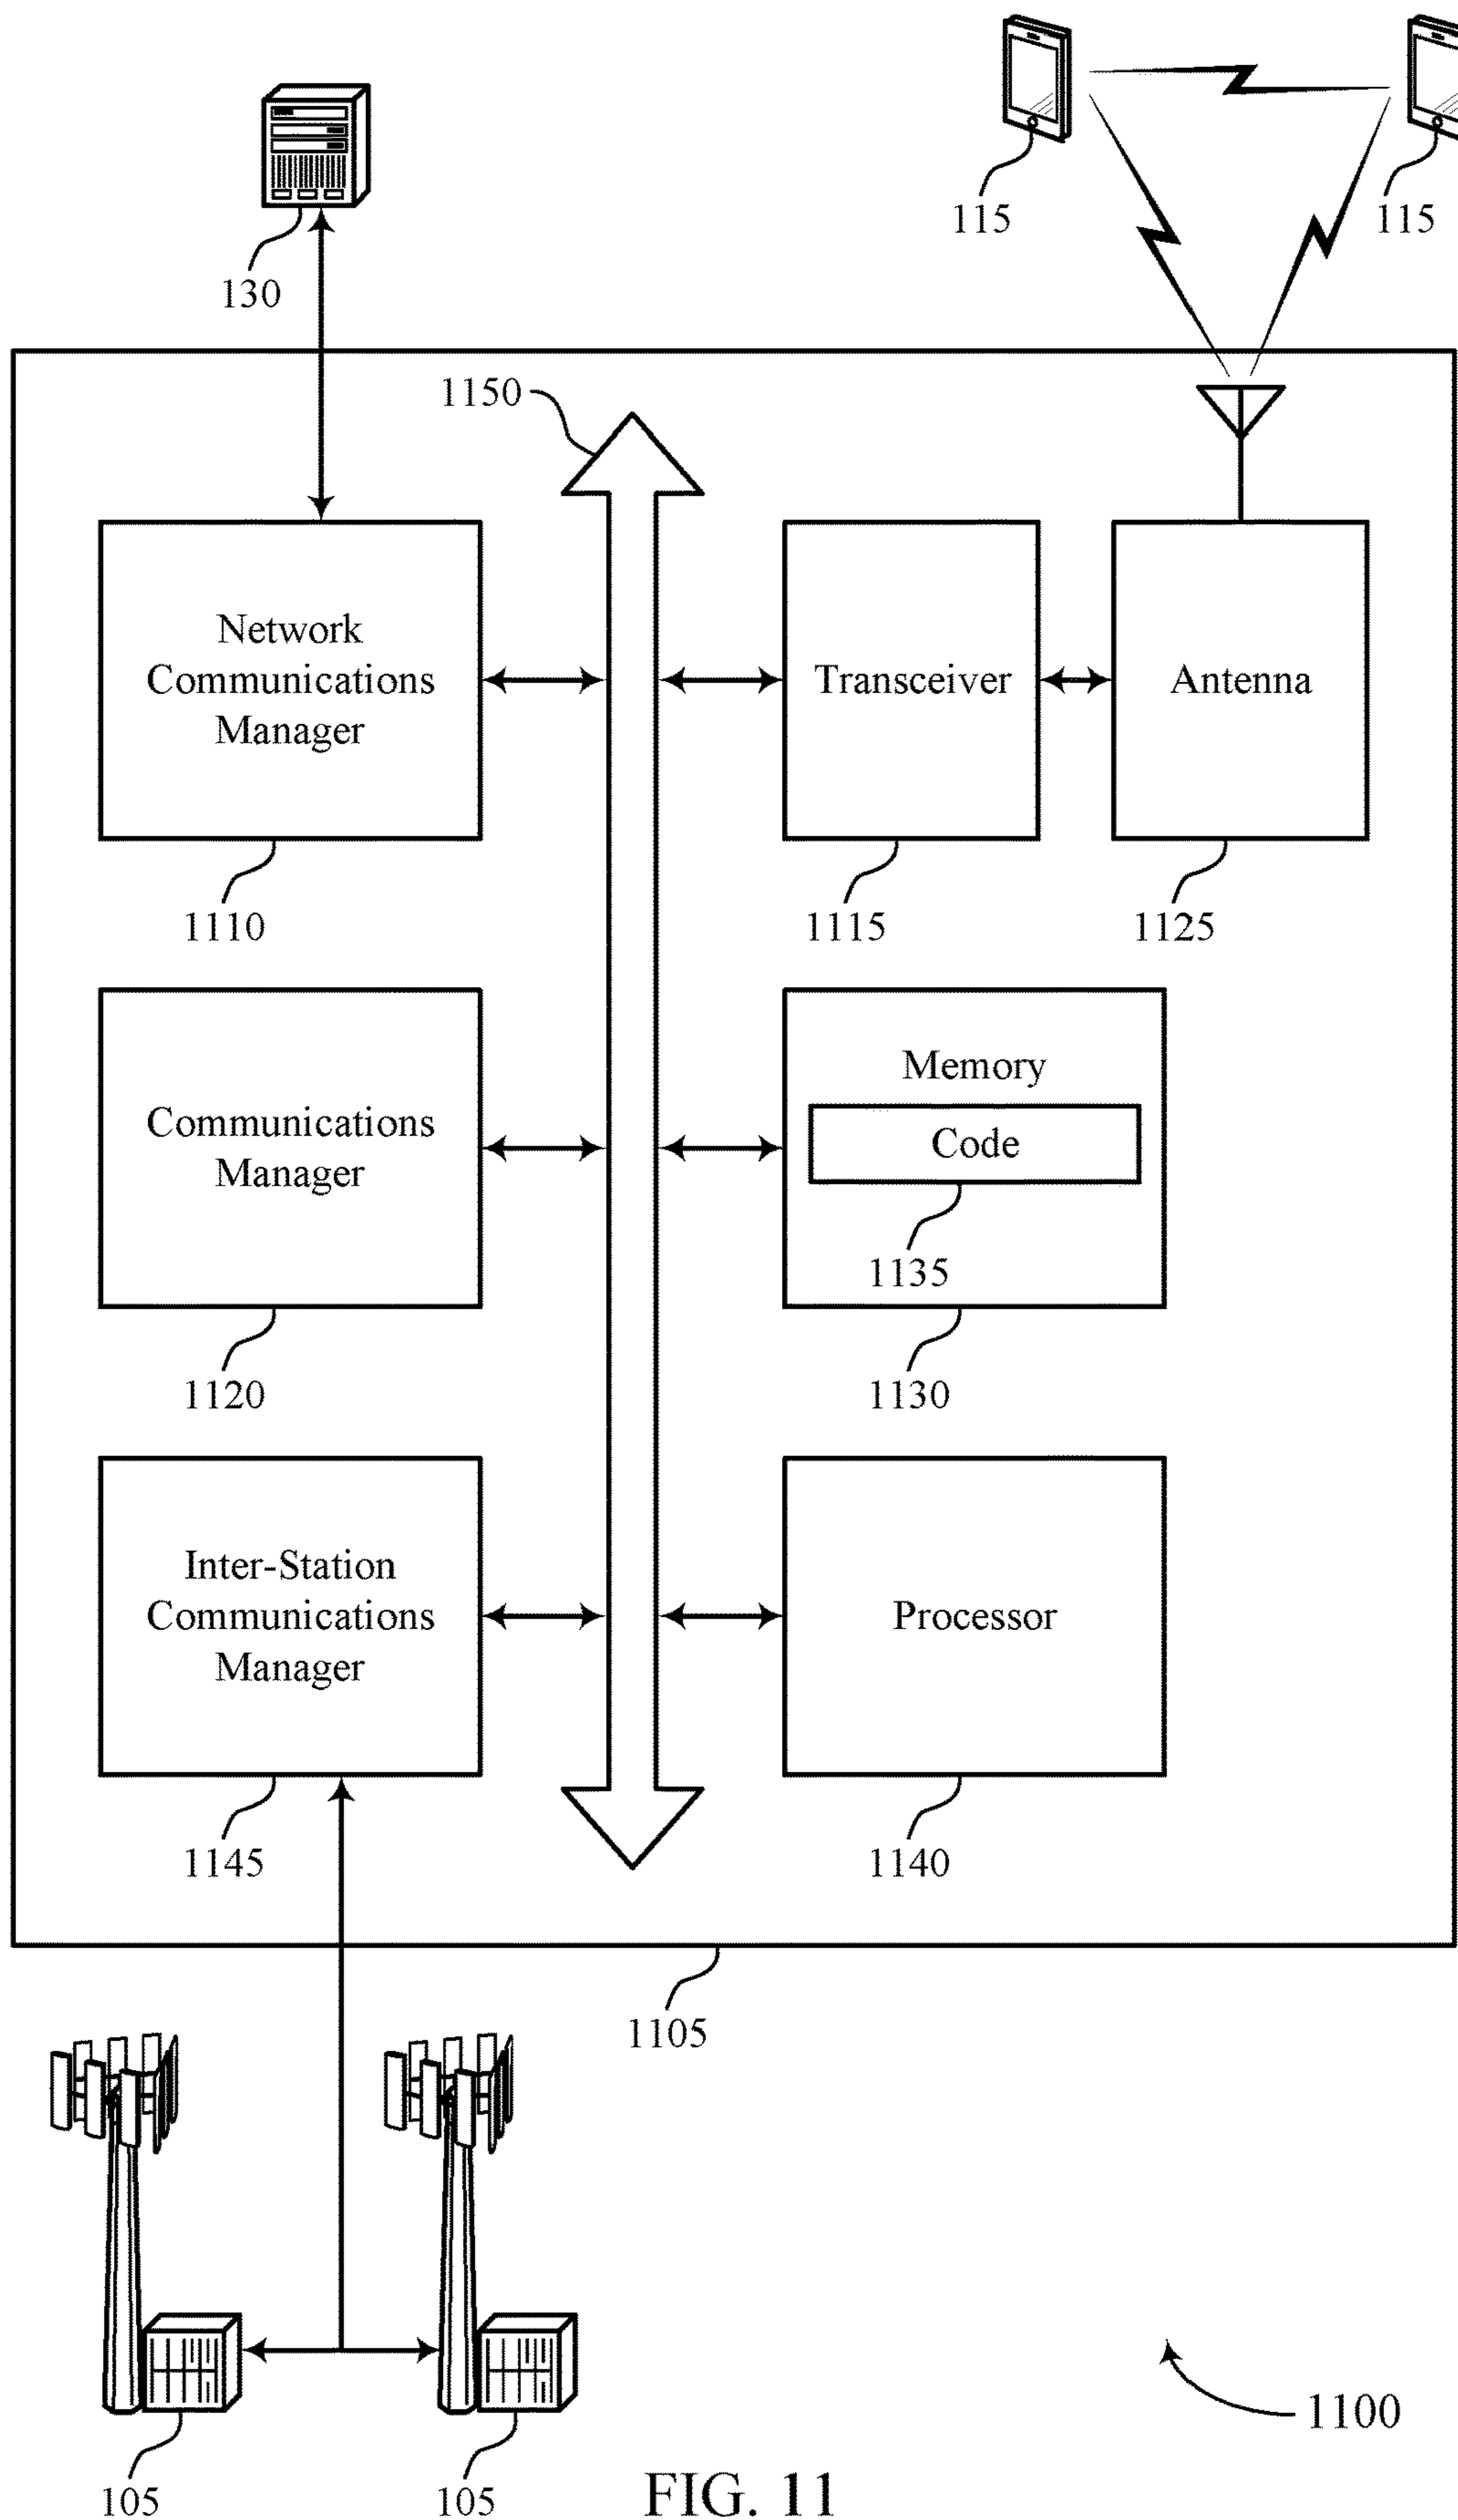 115
115
130
1150
Network
Communications
Manager
Transceiver
Antenna
1110
1115
1125
Communications
Manager
Memory
Code
1135
1120
1130
Inter-Station
Communications
Manager
Processor
1145
1140
1105
1100
105
105
FIG. 11